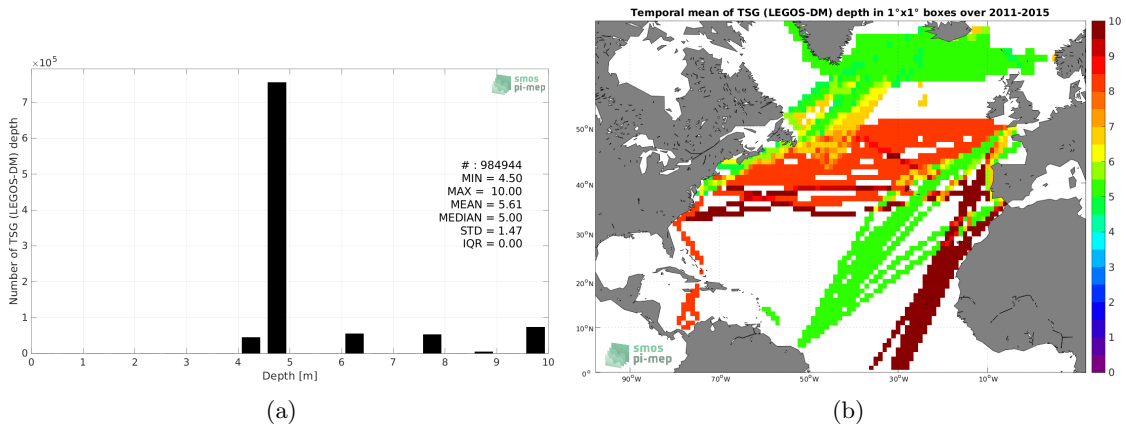 ×10⁵
7
6
5
4
3
2
1
0
Number of TSG (LEGOS-DM) depth
smos
pi-mep
# : 984944
MIN = 4.50
MAX = 10.00
MEAN = 5.61
MEDIAN = 5.00
STD = 1.47
IQR = 0.00
0 1 2 3 4 5 6 7 8 9 10
Depth [m]
(a)
Temporal mean of TSG (LEGOS-DM) depth in 1°x1° boxes over 2011-2015
50°N
40°N
30°N
20°N
10°N
0°
90°W 70°W 50°W 30°W 10°W
smos
pi-mep
10
9
8
7
6
5
4
3
2
1
0
(b)